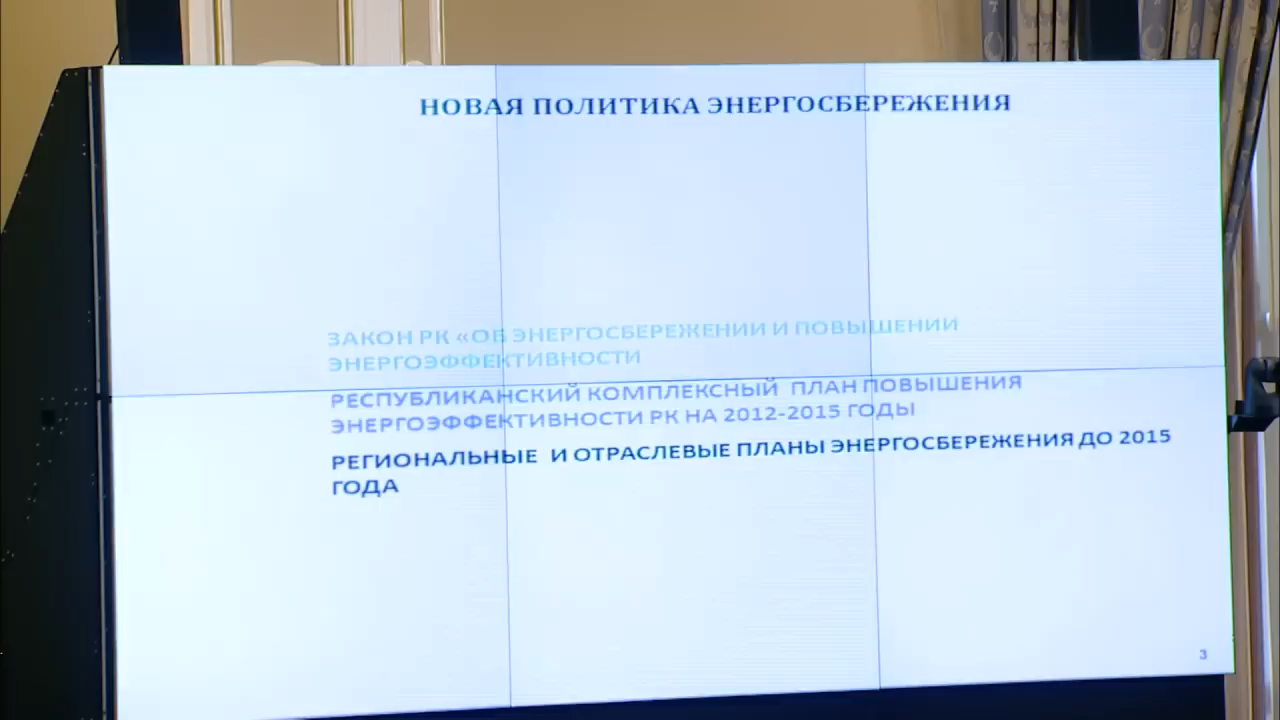 НОВАЯ ПОЛИТИКА ЭНЕРГОСБЕРЕЖЕНИЯ
ЗАКОН РК «ОБ ЭНЕРГОСБЕРЕЖЕНИИ И ПОВЫШЕНИИ
ЭНЕРГОЭФФЕКТИВНОСТИ
РЕСПУБЛИКАНСКИЙ КОМПЛЕКСНЫЙ ПЛАН ПОВЫШЕНИЯ
ЭНЕРГОЭФФЕКТИВНОСТИ РК НА 2012-2015 ГОДЫ
РЕГИОНАЛЬНЫЕ И ОТРАСЛЕВЫЕ ПЛАНЫ ЭНЕРГОСБЕРЕЖЕНИЯ ДО 2015
ГОДА
3